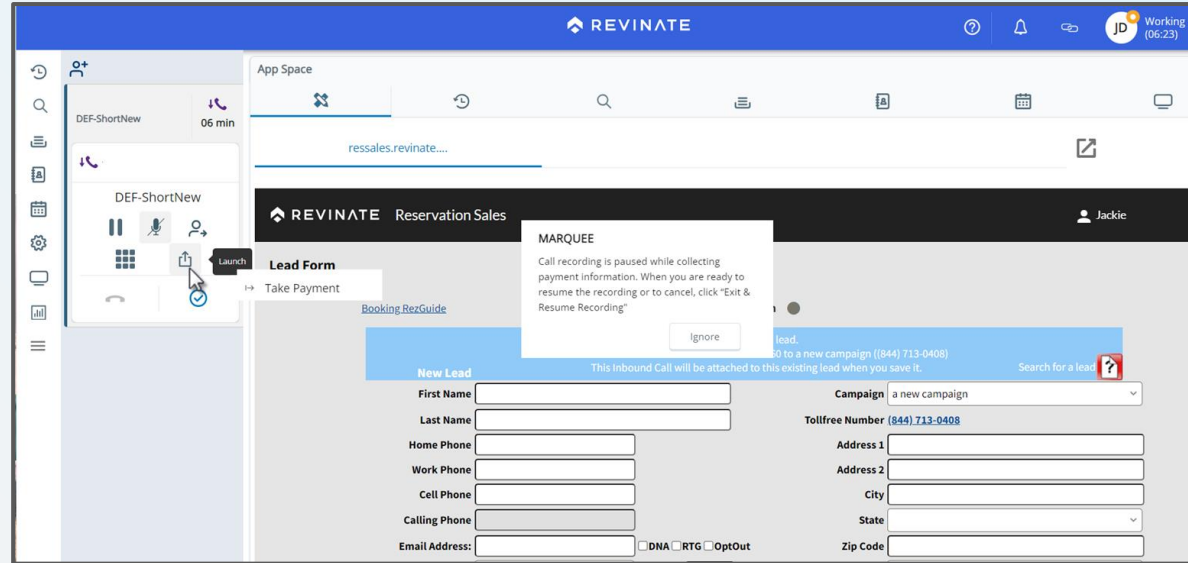 REVINATE
JD
Working
(06:23)
App Space
DEF-ShortNew
06 min
ressales.revinate....
DEF-ShortNew
Launch
Take Payment
REVINATE Reservation Sales
Jackie
MARQUEE
Call recording is paused while collecting
payment information. When you are ready to
resume the recording or to cancel, click "Exit &
Resume Recording"
Ignore
Lead Form
Booking RezGuide
lead.
to a new campaign ((844) 713-0408)
New Lead
This Inbound Call will be attached to this existing lead when you save it.
Search for a lead
First Name
Campaign a new campaign
Last Name
Tollfree Number (844) 713-0408
Home Phone
Address 1
Work Phone
Address 2
Cell Phone
City
Calling Phone
State
Email Address:
DNA RTG OptOut
Zip Code